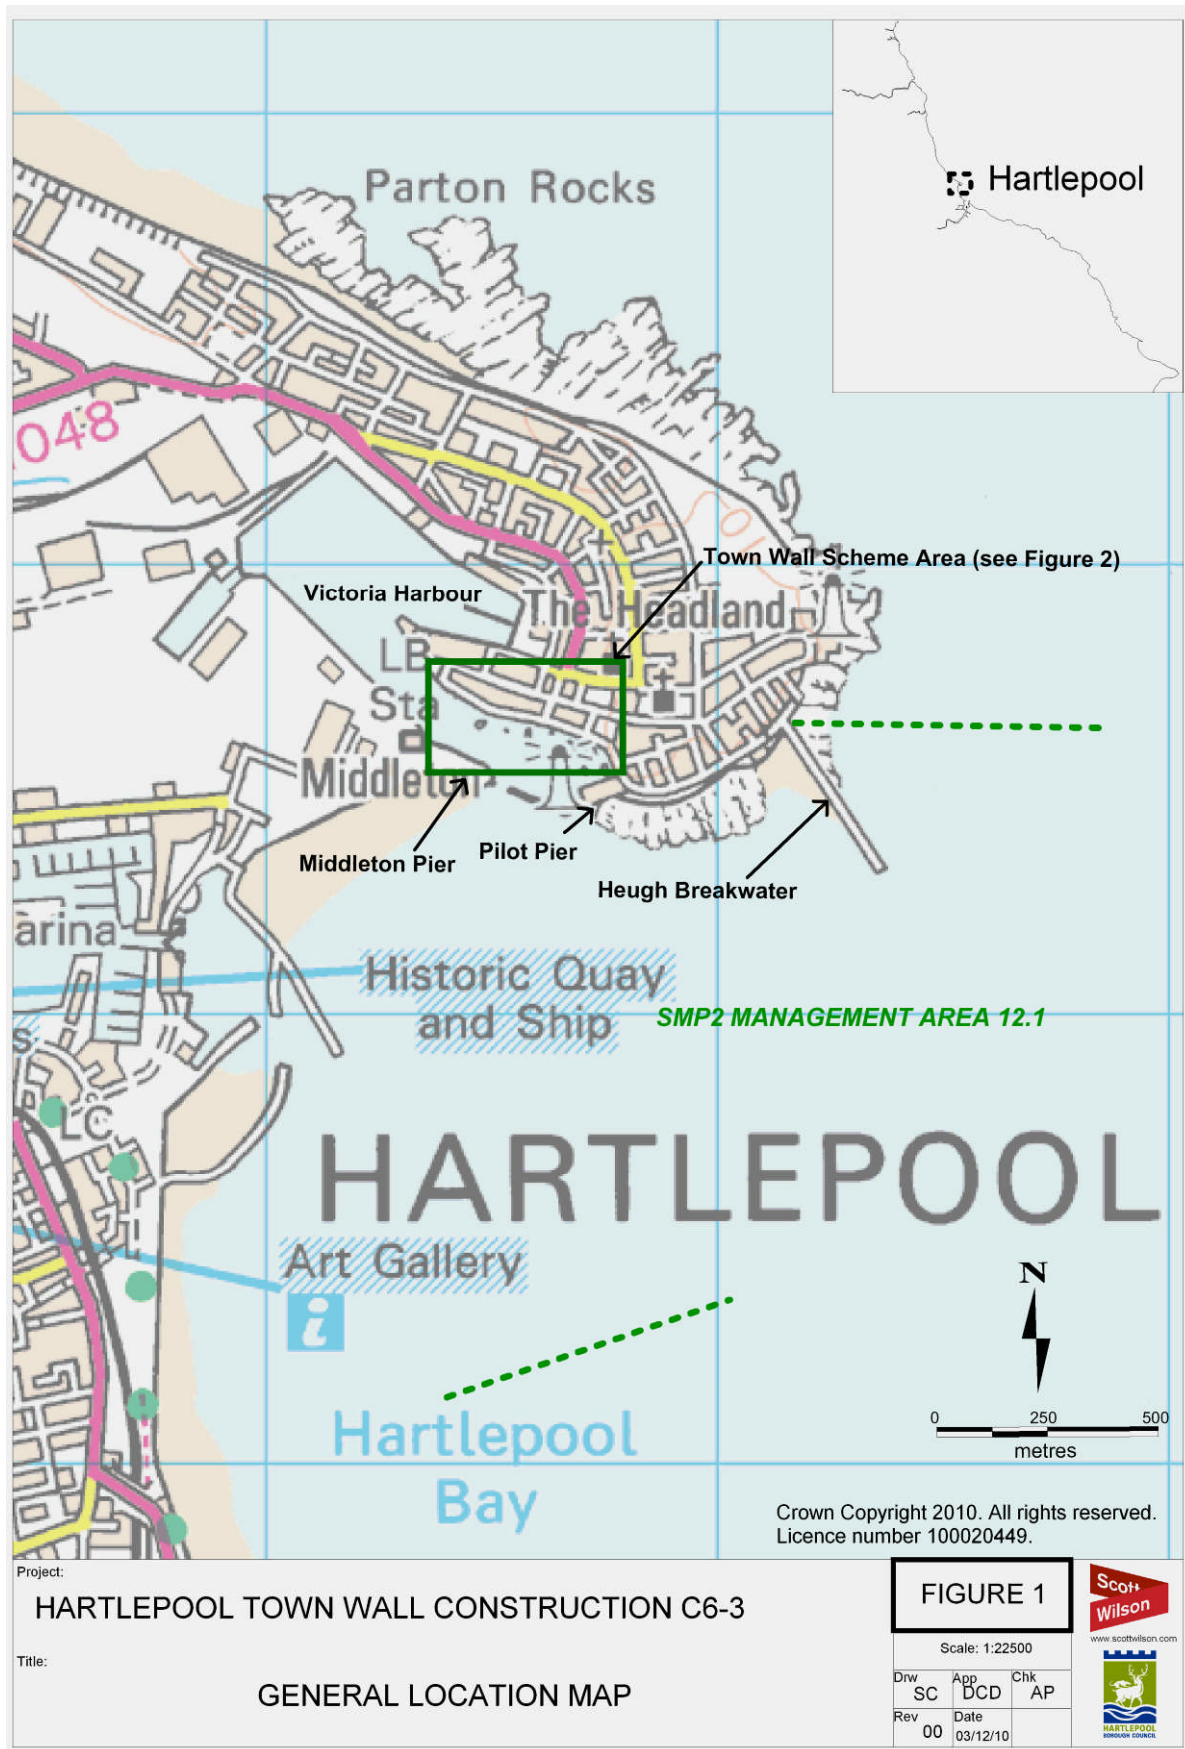 Hartlepool
Parton Rocks
1048
10
Town Wall Scheme Area (see Figure 2)
Victoria Harbour
The Headland
LB
Sta
Middleton
Middleton Pier
Pilot Pier
Heugh Breakwater
arina
Historic Quay
and Ship
SMP2 MANAGEMENT AREA 12.1
S
LC
HARTLEPOOL
Art Gallery
i
N
Hartlepool
Bay
0 250 500
metres
Crown Copyright 2010. All rights reserved.
Licence number 100020449.
Project:
HARTLEPOOL TOWN WALL CONSTRUCTION C6-3
Title:
GENERAL LOCATION MAP
FIGURE 1
Scale: 1:22500
Drw SC App DCD Chk AP
Rev 00 Date 03/12/10
Scott
Wilson
www.scottwilson.com
HARTLEPOOL
BOROUGH COUNCIL